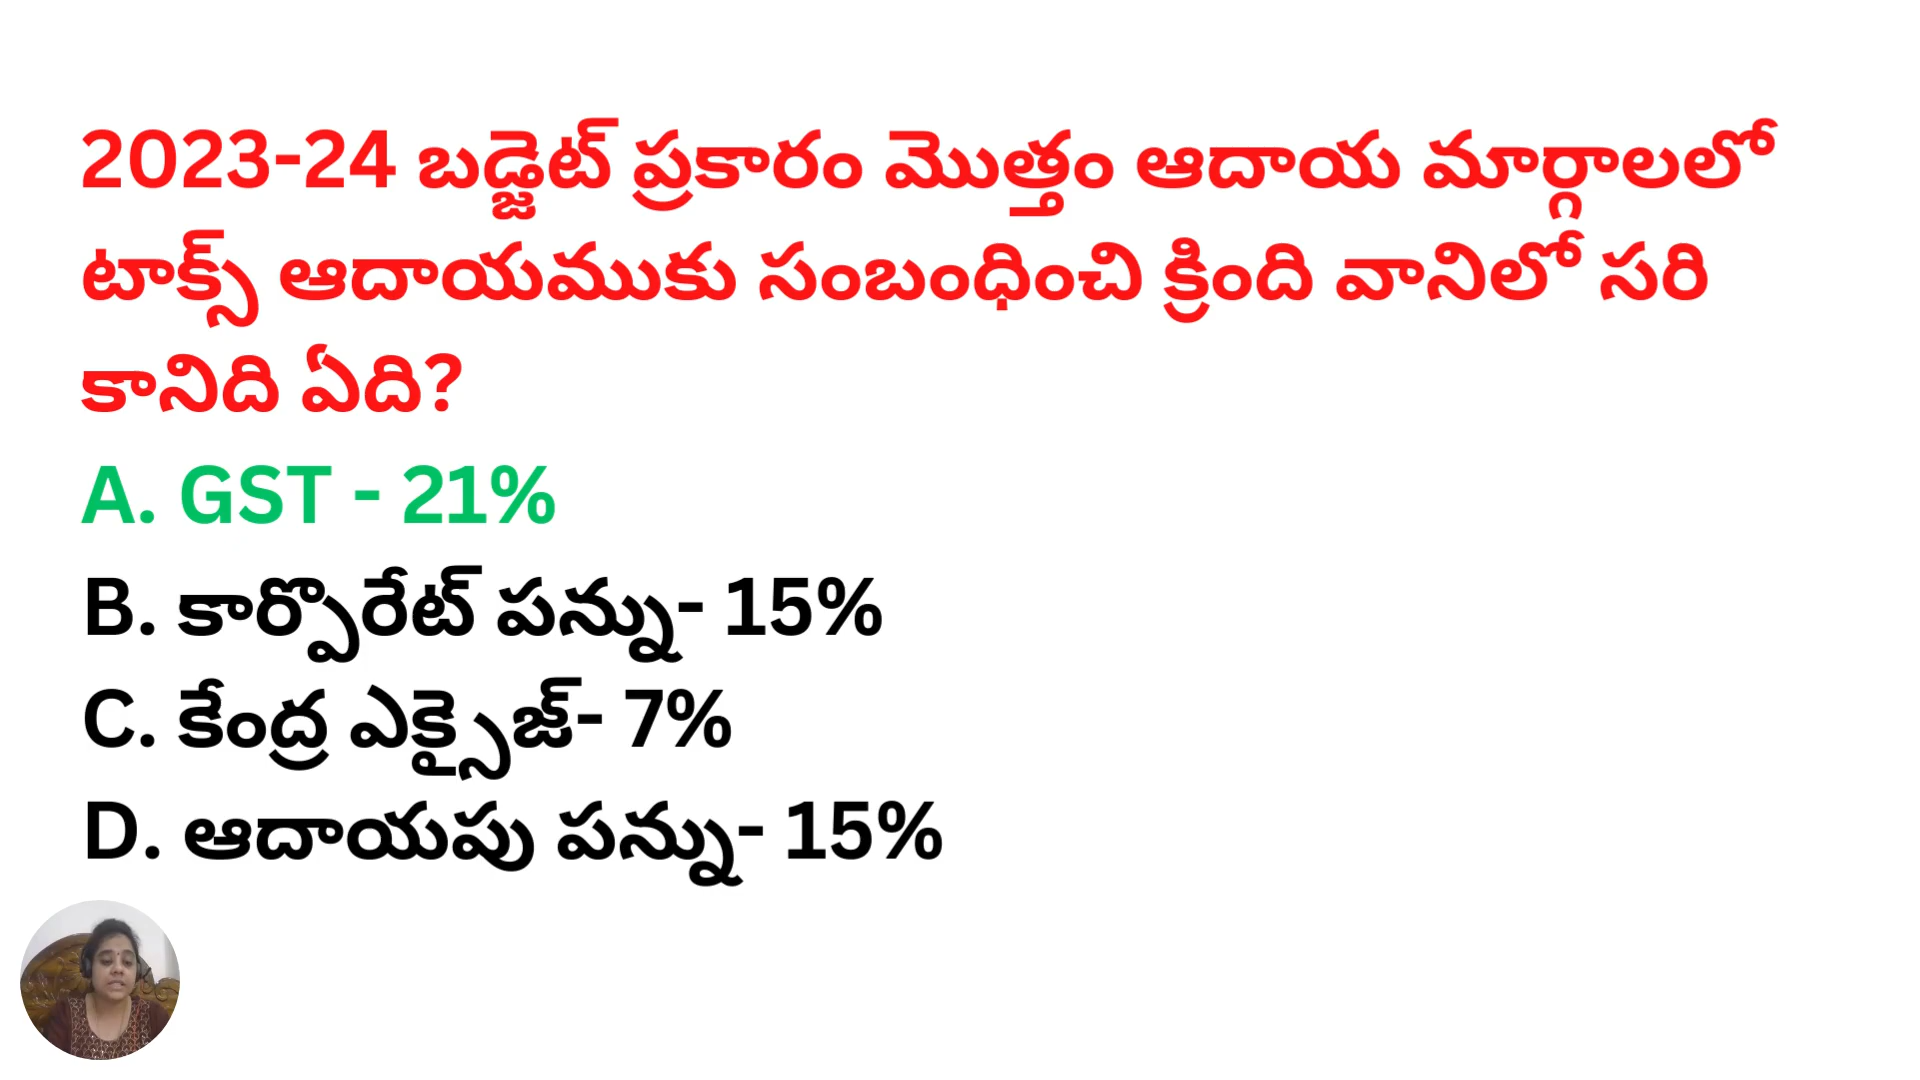 2023-24 బడ్జెట్ ప్రకారం మొత్తం ఆదాయ మార్గాలలో
టాక్స్ ఆదాయముకు సంబంధించి క్రింది వానిలో సరి
కానిది ఏది?
A. GST - 21%
B. కార్పొరేట్ పన్ను- 15%
C. కేంద్ర ఎక్సైజ్- 7%
D. ఆదాయపు పన్ను- 15%